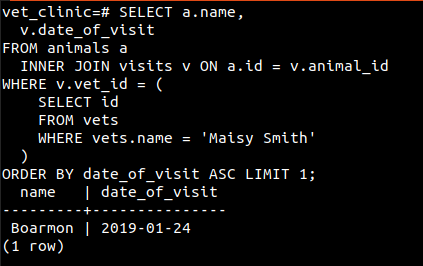 vet_clinic=# SELECT a.name,
  v.date_of_visit
FROM animals a
  INNER JOIN visits v ON a.id = v.animal_id
WHERE v.vet_id = (
    SELECT id
    FROM vets
    WHERE vets.name = 'Maisy Smith'
  )
ORDER BY date_of_visit ASC LIMIT 1;
  name   | date_of_visit
---------+---------------
 Boarmon | 2019-01-24
(1 row)